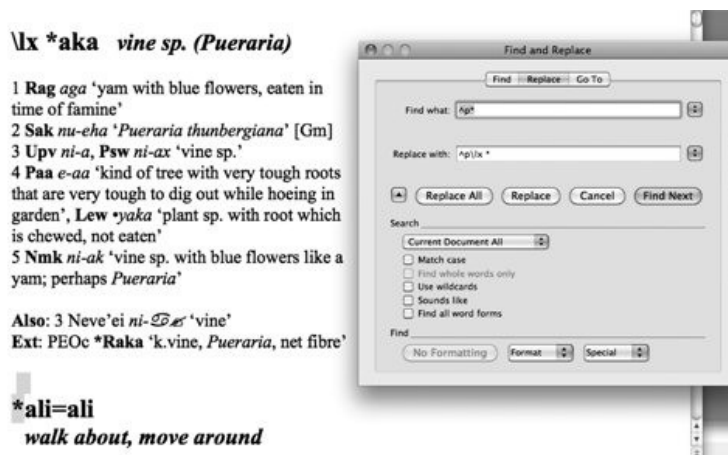 \lx *aka vine sp. (Pueraria)
1 Rag aga ‘yam with blue flowers, eaten in
time of famine’
2 Sak nu-eha ‘Pueraria thunbergiana’ [Gm]
3 Upv ni-a, Psw ni-ax ‘vine sp.’
4 Paa e-aa ‘kind of tree with very tough roots
that are very tough to dig out while hoeing in
garden’, Lew •yaka ‘plant sp. with root which
is chewed, not eaten’
5 Nmk ni-ak ‘vine sp. with blue flowers like a
yam; perhaps Pueraria’
Also: 3 Neve’ei ‘vine’
Ext: PEOc *Raka ‘k.vine, Pueraria, net fibre’
*ali=ali
walk about, move around
Find and Replace
Find Replace Go To
Find what: ^p*
Replace with: ^p\lx *
Replace All Replace Cancel Find Next
Search
Current Document All
Match case
Find whole words only
Use wildcards
Sounds like
Find all word forms
Find
No Formatting Format Special